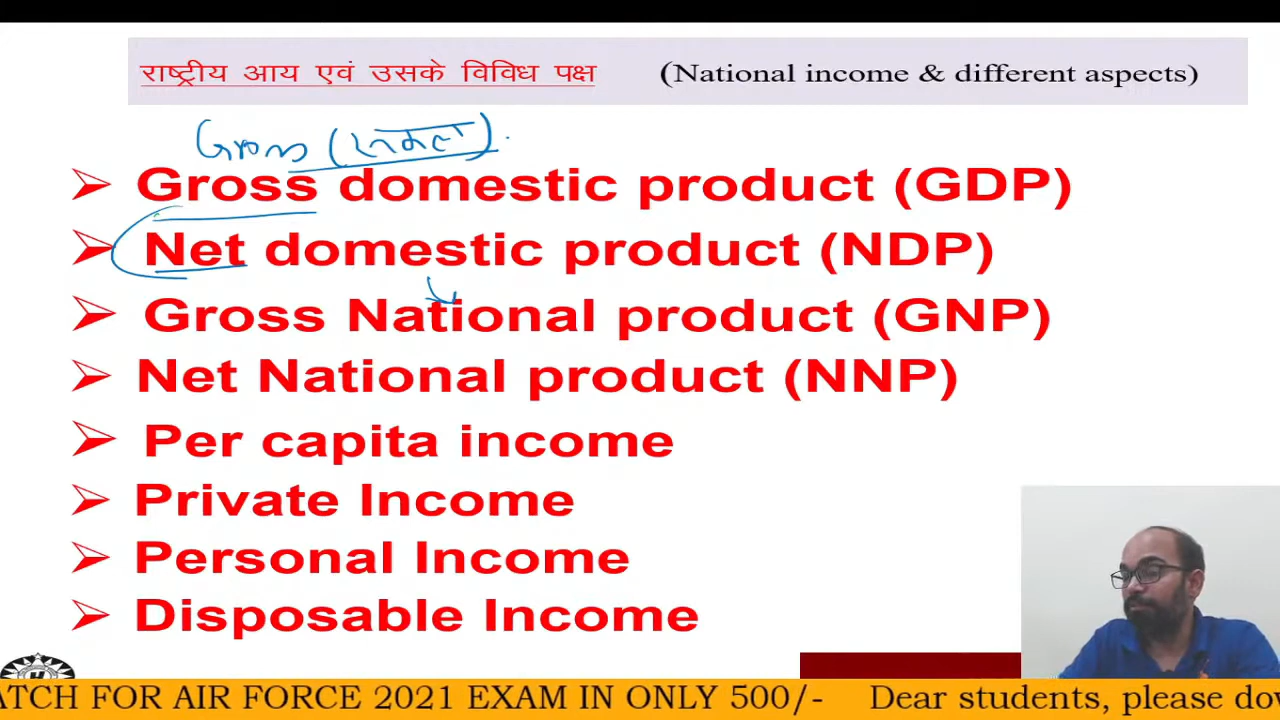 राष्ट्रीय आय एवं उसके विविध पक्ष (National income & different aspects)
Gross (सकल)
➢ Gross domestic product (GDP)
➢ Net domestic product (NDP)
➢ Gross National product (GNP)
➢ Net National product (NNP)
➢ Per capita income
➢ Private Income
➢ Personal Income
➢ Disposable Income
ATCH FOR AIR FORCE 2021 EXAM IN ONLY 500/- Dear students, please dow